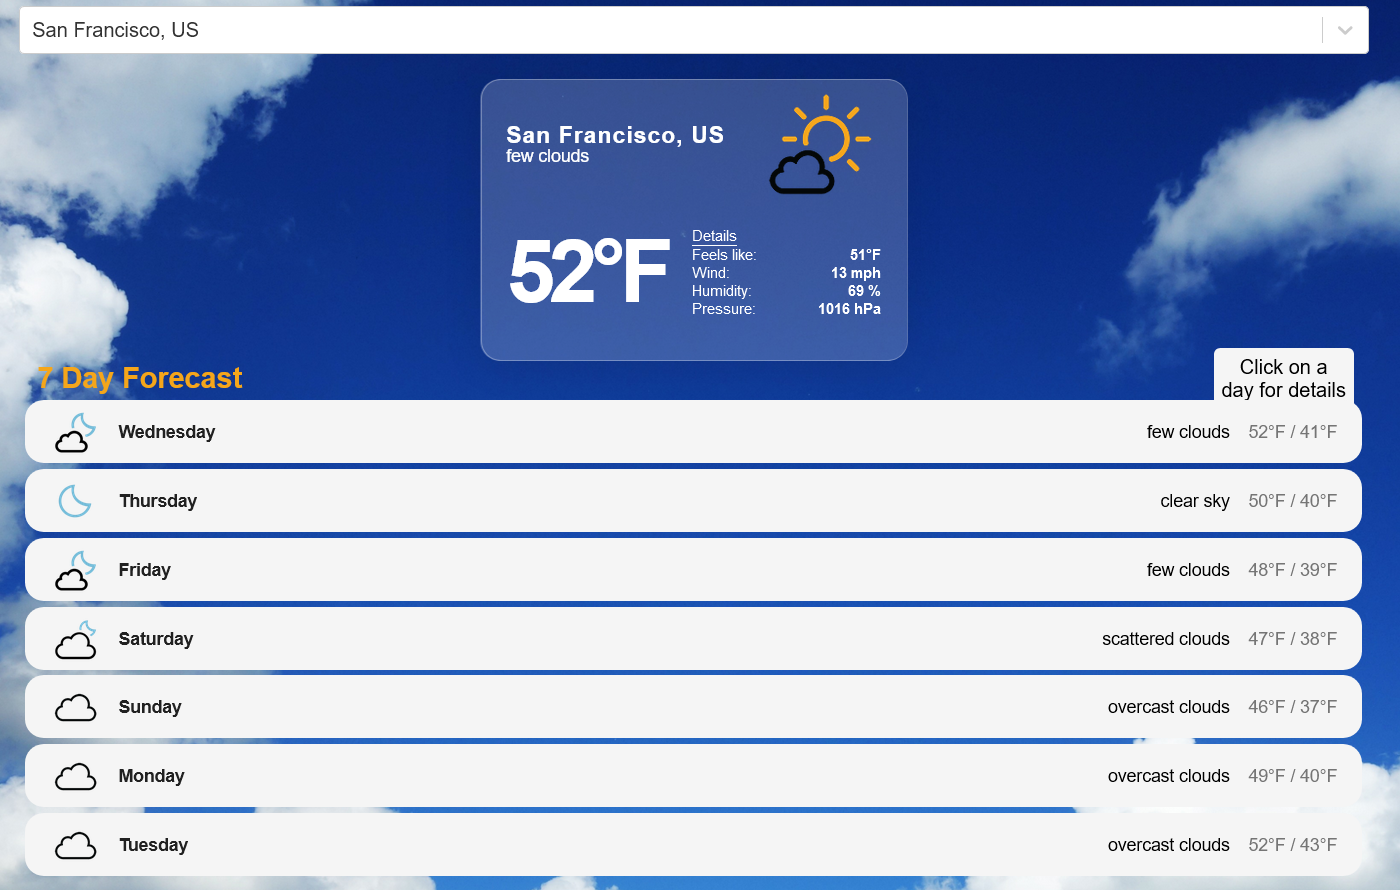 San Francisco, US
San Francisco, US
few clouds
52°F
Details
Feels like: 51°F
Wind: 13 mph
Humidity: 69 %
Pressure: 1016 hPa
7 Day Forecast
Click on a
day for details
Wednesday few clouds 52°F / 41°F
Thursday clear sky 50°F / 40°F
Friday few clouds 48°F / 39°F
Saturday scattered clouds 47°F / 38°F
Sunday overcast clouds 46°F / 37°F
Monday overcast clouds 49°F / 40°F
Tuesday overcast clouds 52°F / 43°F